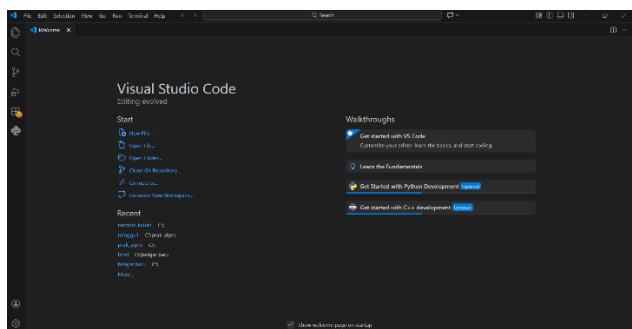 File Edit Selection View Go Run Terminal Help
Search
Welcome
Visual Studio Code
Editing evolved
Start
New File...
Open File...
Open Folder...
Clone Git Repository...
Connect to...
Generate New Workspace...
Recent
C:\
C:\
C:\
More...
Walkthroughs
Get started with VS Code
Customize your editor, learn the basics, and start coding
Learn the Fundamentals
Get Started with Python Development Updated
Get Started with C++ development Updated
Show welcome page on startup